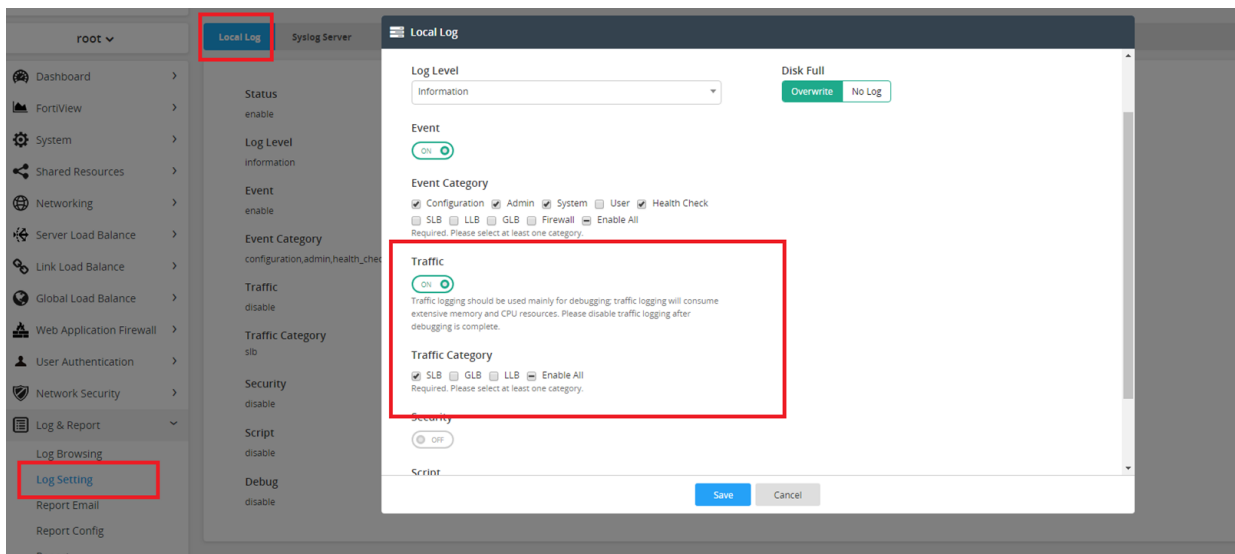 root
Dashboard
FortiView
System
Shared Resources
Networking
Server Load Balance
Link Load Balance
Global Load Balance
Web Application Firewall
User Authentication
Network Security
Log & Report
Log Browsing
Log Setting
Report Email
Report Config
Local Log
Syslog Server
Status
enable
Log Level
information
Event
enable
Event Category
configuration,admin,health_chec
Traffic
disable
Traffic Category
slb
Security
disable
Script
disable
Debug
disable
Local Log
Log Level
Information
Disk Full
Overwrite No Log
Event
ON
Event Category
Configuration Admin System User Health Check
SLB LLB GLB Firewall Enable All
Required. Please select at least one category.
Traffic
ON
Traffic logging should be used mainly for debugging; traffic logging will consume
extensive memory and CPU resources. Please disable traffic logging after
debugging is complete.
Traffic Category
SLB GLB LLB Enable All
Required. Please select at least one category.
Security
OFF
Script
Save Cancel